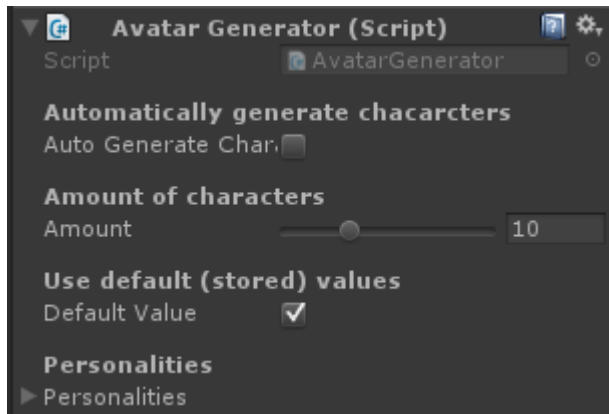 Avatar Generator (Script)
Script AvatarGenerator
Automatically generate chacarcters
Auto Generate Char
Amount of characters
Amount 10
Use default (stored) values
Default Value
Personalities
Personalities